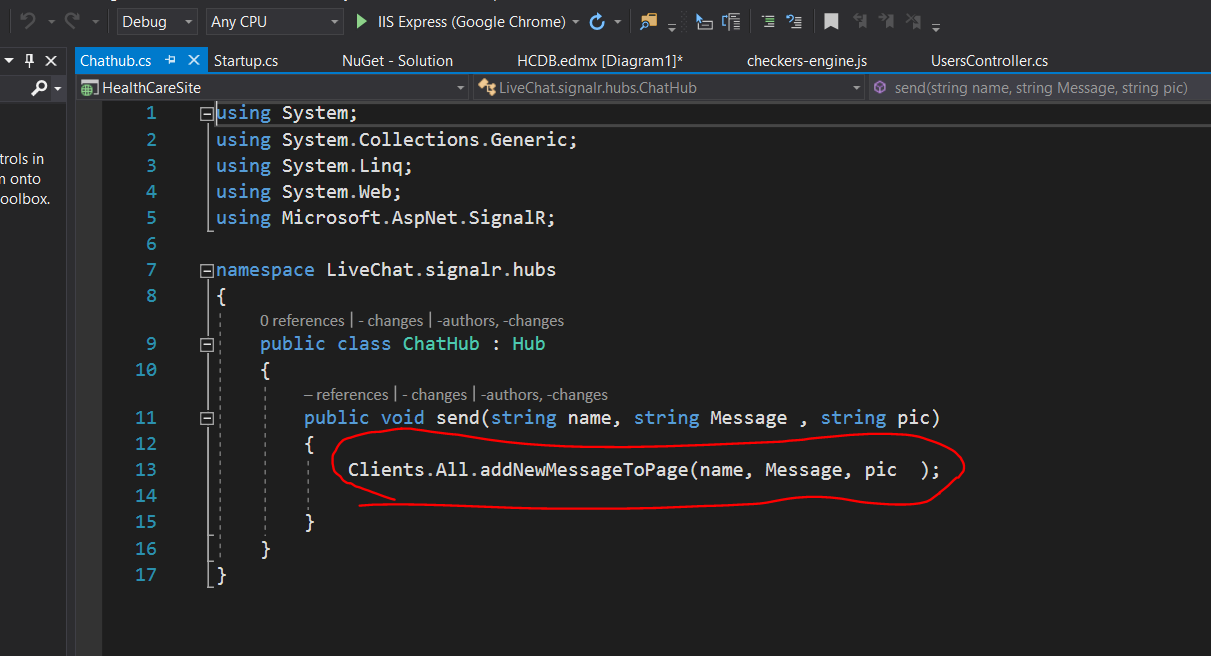 Debug Any CPU IIS Express (Google Chrome)
Chathub.cs Startup.cs NuGet - Solution HCDB.edmx [Diagram1]* checkers-engine.js UsersController.cs
HealthCareSite LiveChat.signalr.hubs.ChatHub send(string name, string Message, string pic)
trols in
onto
oolbox.
1 using System;
2 using System.Collections.Generic;
3 using System.Linq;
4 using System.Web;
5 using Microsoft.AspNet.SignalR;
6
7 namespace LiveChat.signalr.hubs
8 {
0 references | - changes | -authors, -changes
9 public class ChatHub : Hub
10 {
– references | - changes | -authors, -changes
11 public void send(string name, string Message , string pic)
12 {
13 Clients.All.addNewMessageToPage(name, Message, pic  );
14
15 }
16 }
17 }